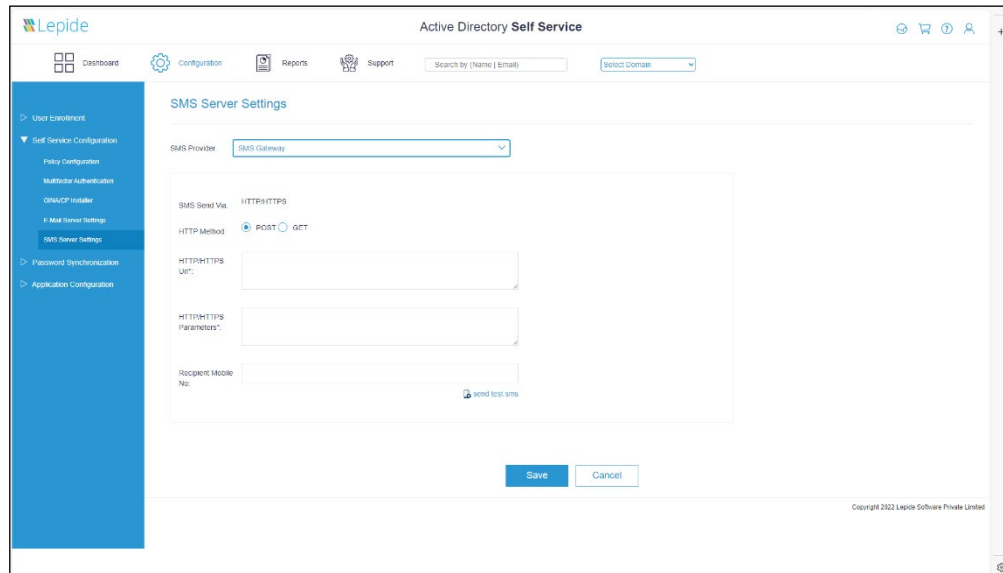 Lepide
Active Directory Self Service
Dashboard
Configuration
Reports
Support
Search by (Name | Email)
Select Domain
User Enrolment
Self Service Configuration
Policy Configuration
Multifactor Authentication
GINA/CP Installer
E-Mail Server Settings
SMS Server Settings
Password Synchronization
Application Configuration
SMS Server Settings
SMS Provider
SMS Gateway
SMS Send Via:
HTTP/HTTPS
HTTP Method
POST
GET
HTTP/HTTPS
Url*:
HTTP/HTTPS
Parameters*:
Recipient Mobile
No:
send test sms
Save
Cancel
Copyright 2022 Lepide Software Private Limited